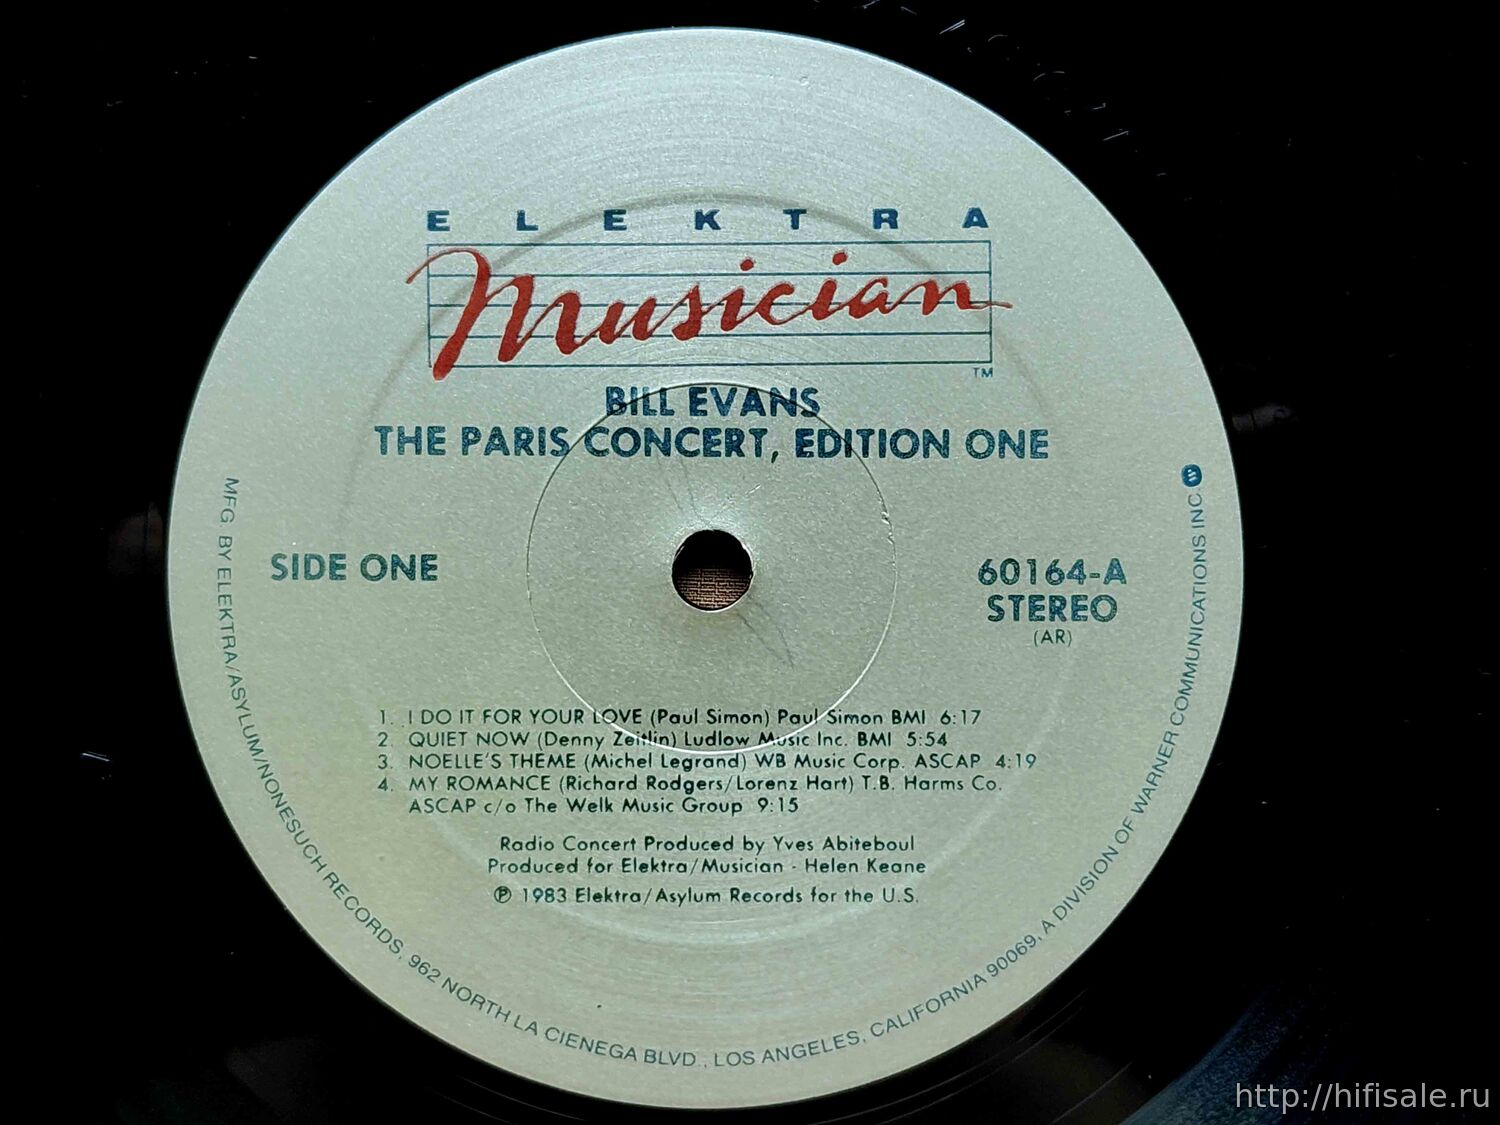 ELEKTRA
Musician
TM
BILL EVANS
THE PARIS CONCERT, EDITION ONE
SIDE ONE
60164-A
STEREO
(AR)
1. I DO IT FOR YOUR LOVE (Paul Simon) Paul Simon BMI 6:17
2. QUIET NOW (Denny Zeitlin) Ludlow Music Inc. BMI 5:54
3. NOELLE'S THEME (Michel Legrand) WB Music Corp. ASCAP 4:19
4. MY ROMANCE (Richard Rodgers/Lorenz Hart) T.B. Harms Co.
ASCAP c/o The Welk Music Group 9:15
Radio Concert Produced by Yves Abiteboul
Produced for Elektra/Musician - Helen Keane
℗ 1983 Elektra/Asylum Records for the U.S.
MFG. BY ELEKTRA/ASYLUM/NONESUCH RECORDS, 962 NORTH LA CIENEGA BLVD., LOS ANGELES, CALIFORNIA 90069, A DIVISION OF WARNER COMMUNICATIONS INC.
http://hifisale.ru